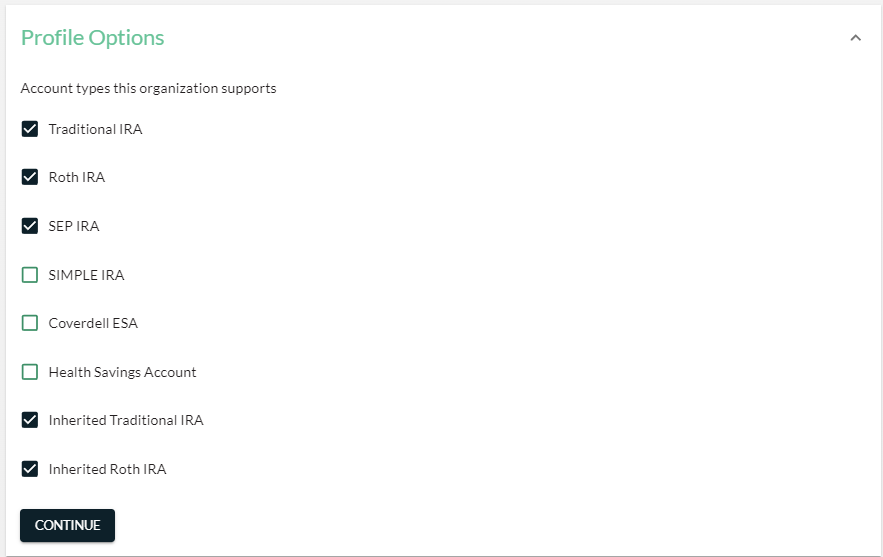 Profile Options
Account types this organization supports
Traditional IRA
Roth IRA
SEP IRA
SIMPLE IRA
Coverdell ESA
Health Savings Account
Inherited Traditional IRA
Inherited Roth IRA
CONTINUE